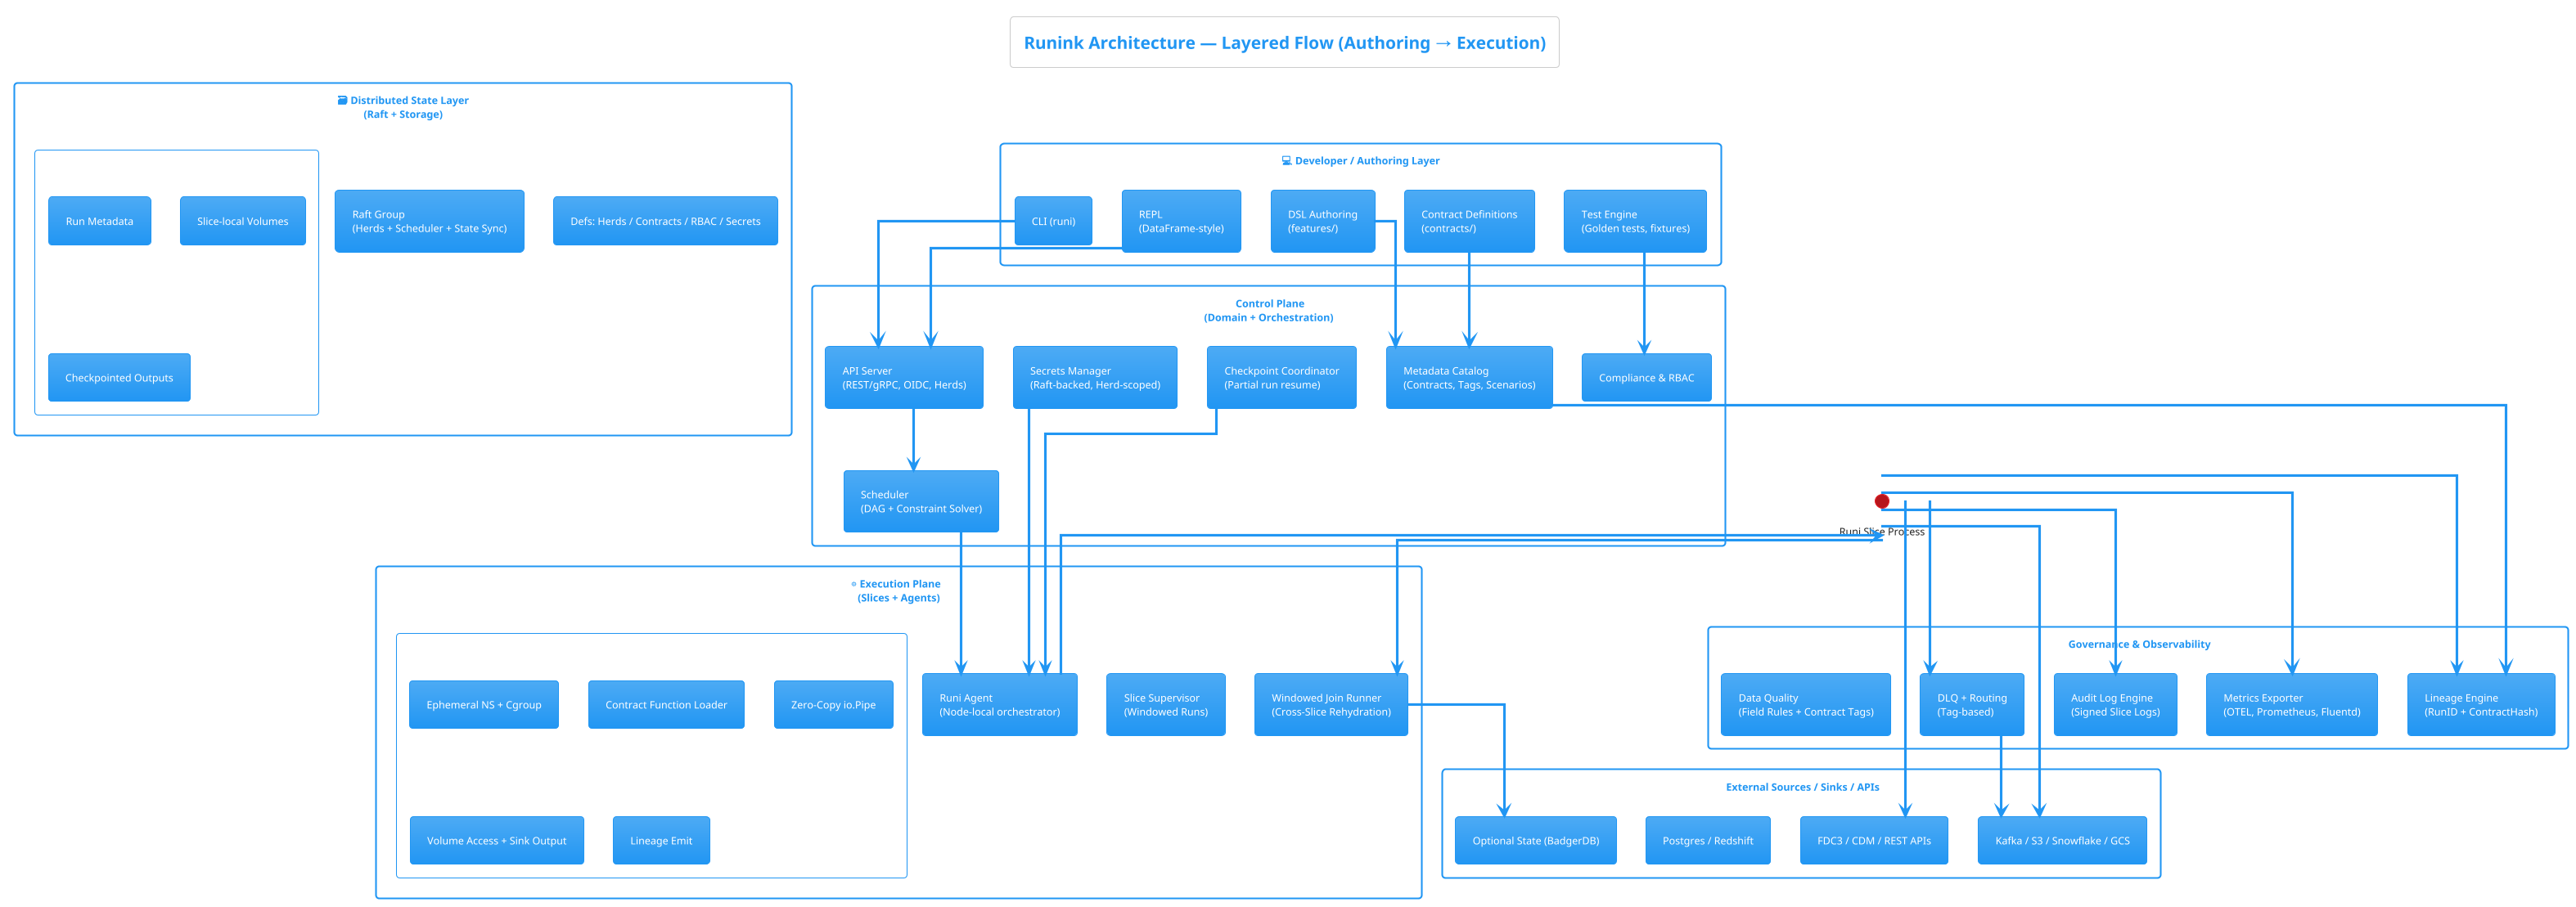 Runink Architecture — Layered Flow (Authoring → Execution)
🗃 Distributed State Layer
(Raft + Storage)
Run Metadata
Slice-local Volumes
Checkpointed Outputs
Raft Group
(Herds + Scheduler + State Sync)
Defs: Herds / Contracts / RBAC / Secrets
💻 Developer / Authoring Layer
CLI (runi)
REPL
(DataFrame-style)
DSL Authoring
(features/)
Contract Definitions
(contracts/)
Test Engine
(Golden tests, fixtures)
Control Plane
(Domain + Orchestration)
API Server
(REST/gRPC, OIDC, Herds)
Secrets Manager
(Raft-backed, Herd-scoped)
Checkpoint Coordinator
(Partial run resume)
Metadata Catalog
(Contracts, Tags, Scenarios)
Compliance & RBAC
Scheduler
(DAG + Constraint Solver)
Runi Slice Process
Execution Plane
(Slices + Agents)
Ephemeral NS + Cgroup
Contract Function Loader
Zero-Copy io.Pipe
Volume Access + Sink Output
Lineage Emit
Runi Agent
(Node-local orchestrator)
Slice Supervisor
(Windowed Runs)
Windowed Join Runner
(Cross-Slice Rehydration)
Governance & Observability
Data Quality
(Field Rules + Contract Tags)
DLQ + Routing
(Tag-based)
Audit Log Engine
(Signed Slice Logs)
Metrics Exporter
(OTEL, Prometheus, Fluentd)
Lineage Engine
(RunID + ContractHash)
External Sources / Sinks / APIs
Optional State (BadgerDB)
Postgres / Redshift
FDC3 / CDM / REST APIs
Kafka / S3 / Snowflake / GCS